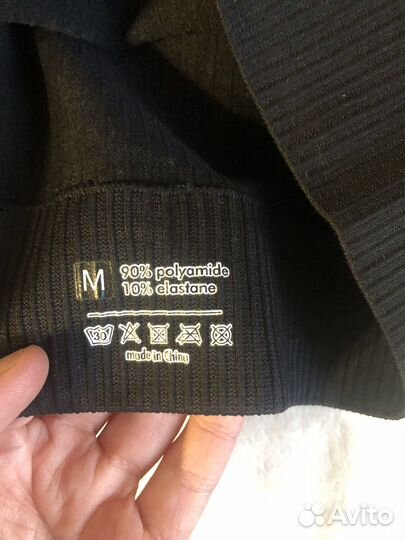 M 90% polyamide
10% elastane
30
made in China
Avito